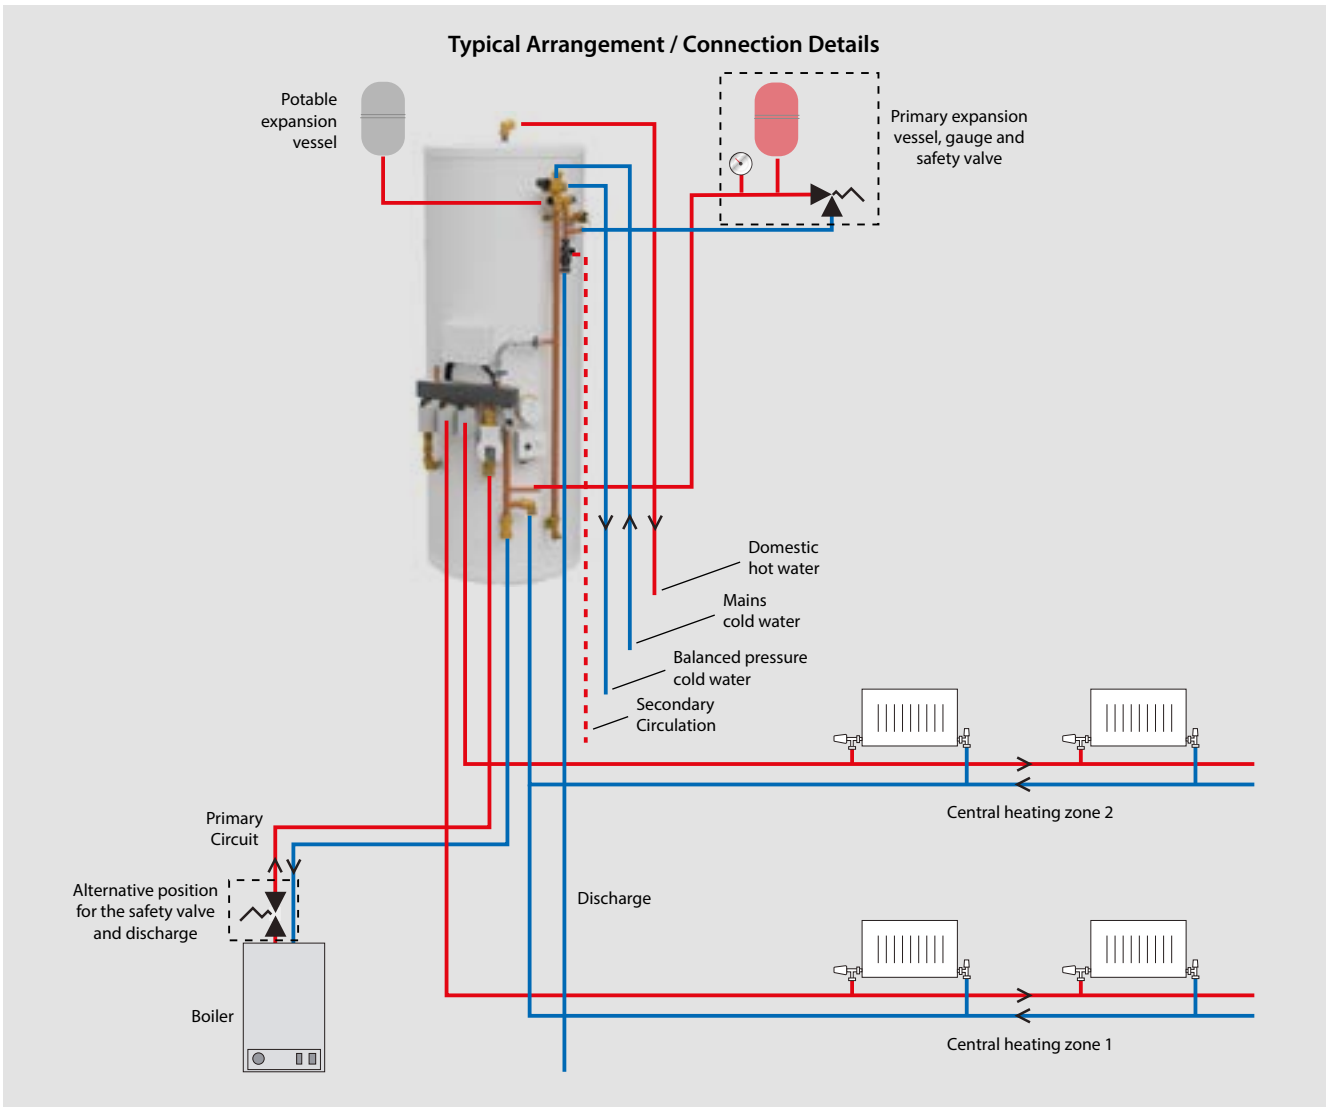 Typical Arrangement / Connection Details
Potable
expansion
vessel
Primary expansion
vessel, gauge and
safety valve
Domestic
hot water
Mains
cold water
Balanced pressure
cold water
Secondary
Circulation
Central heating zone 2
Primary
Circuit
Alternative position
for the safety valve
and discharge
Discharge
Boiler
Central heating zone 1